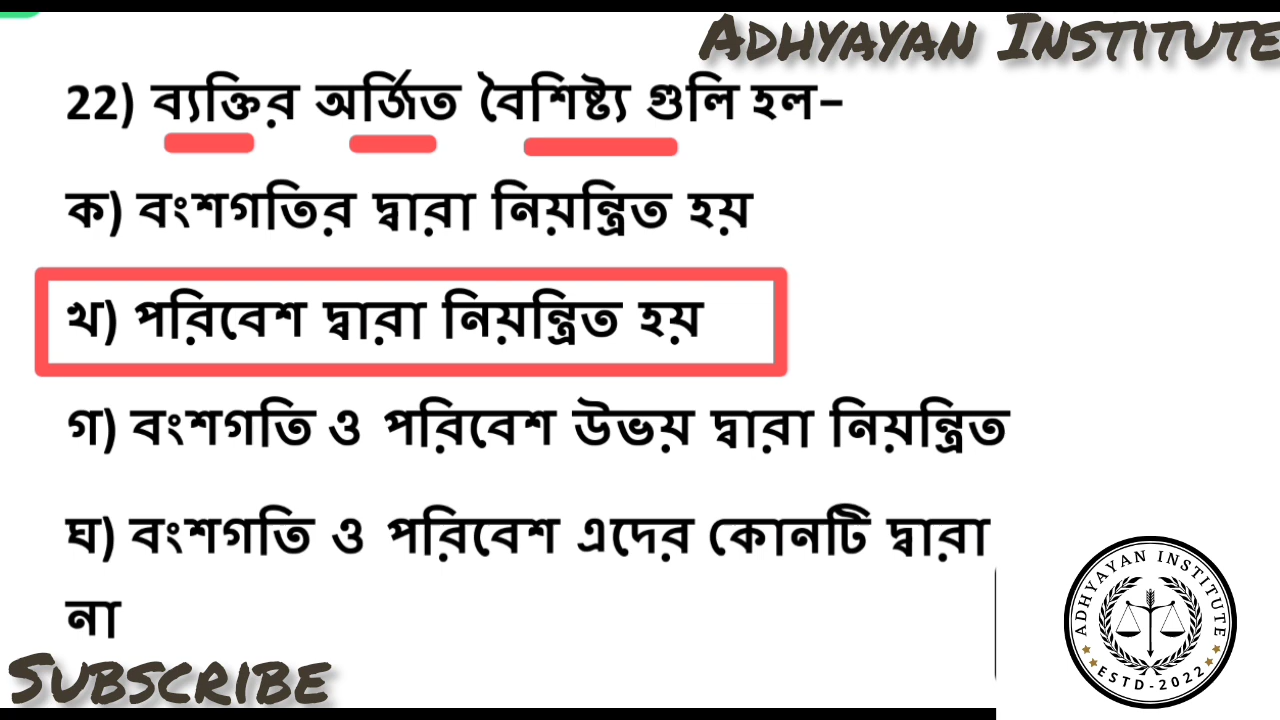 ADHYAYAN INSTITUTE
22) ব্যক্তির অর্জিত বৈশিষ্ট্য গুলি হল–
ক) বংশগতির দ্বারা নিয়ন্ত্রিত হয়
খ) পরিবেশ দ্বারা নিয়ন্ত্রিত হয়
গ) বংশগতি ও পরিবেশ উভয় দ্বারা নিয়ন্ত্রিত
ঘ) বংশগতি ও পরিবেশ এদের কোনটি দ্বারা
না
SUBSCRIBE
ADHYAYAN INSTITUTE
ESTD-2022